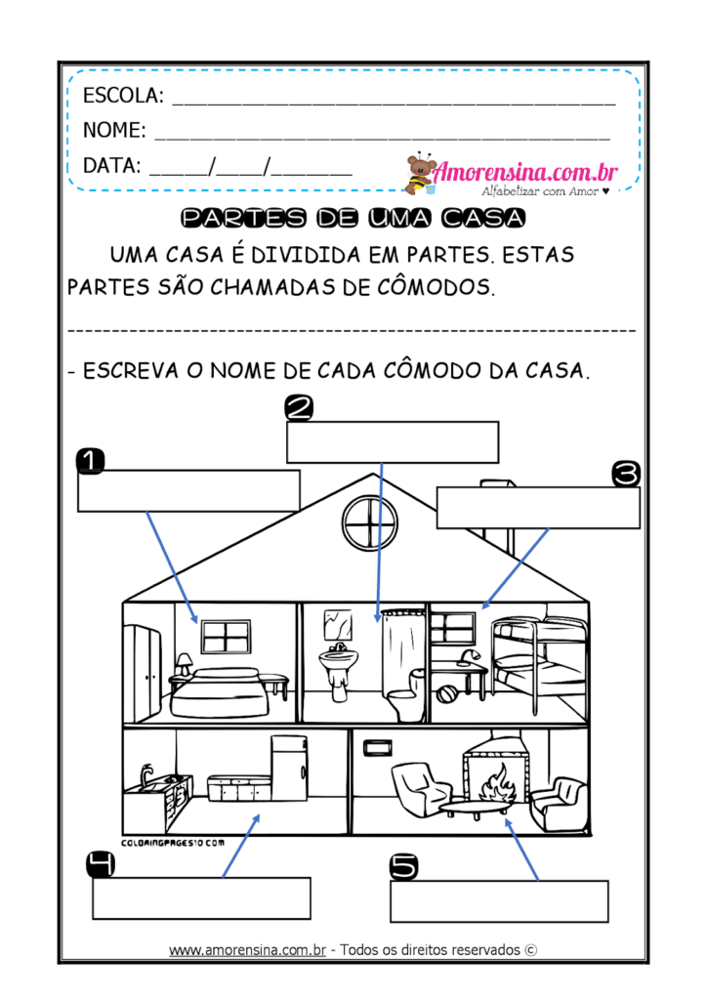 ESCOLA: ______________________________________
NOME: _______________________________________
DATA: _____/____/_______
Amorensina.com.br
Alfabetizar com Amor ♥
PARTES DE UMA CASA
UMA CASA É DIVIDIDA EM PARTES. ESTAS
PARTES SÃO CHAMADAS DE CÔMODOS.
----------------------------------------------------------------
- ESCREVA O NOME DE CADA CÔMODO DA CASA.
2
1
3
COLORINGPAGES10.COM
4
5
www.amorensina.com.br - Todos os direitos reservados ©